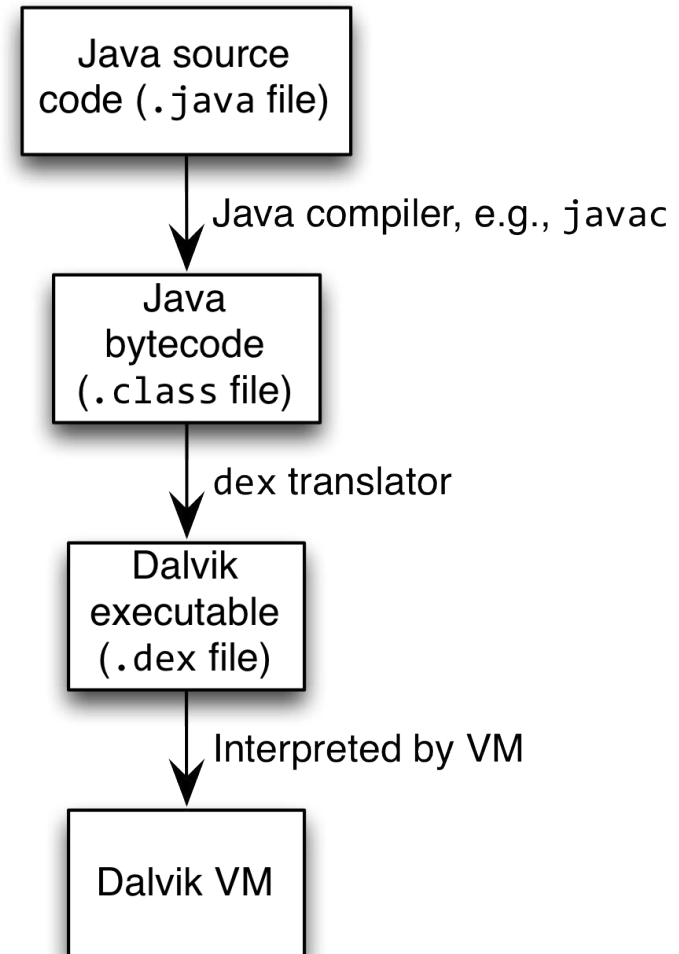 Java source
code (.java file)
Java compiler, e.g., javac
Java
bytecode
(.class file)
dex translator
Dalvik
executable
(.dex file)
Interpreted by VM
Dalvik VM